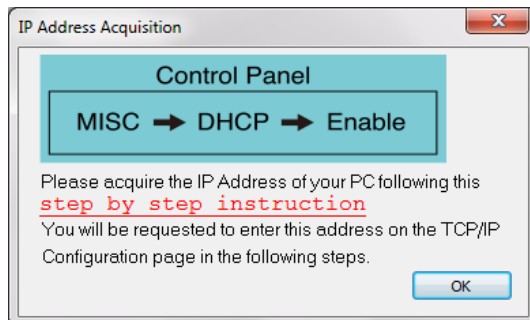 IP Address Acquisition
Control Panel
MISC → DHCP → Enable
Please acquire the IP Address of your PC following this
step by step instruction
You will be requested to enter this address on the TCP/IP
Configuration page in the following steps.
OK